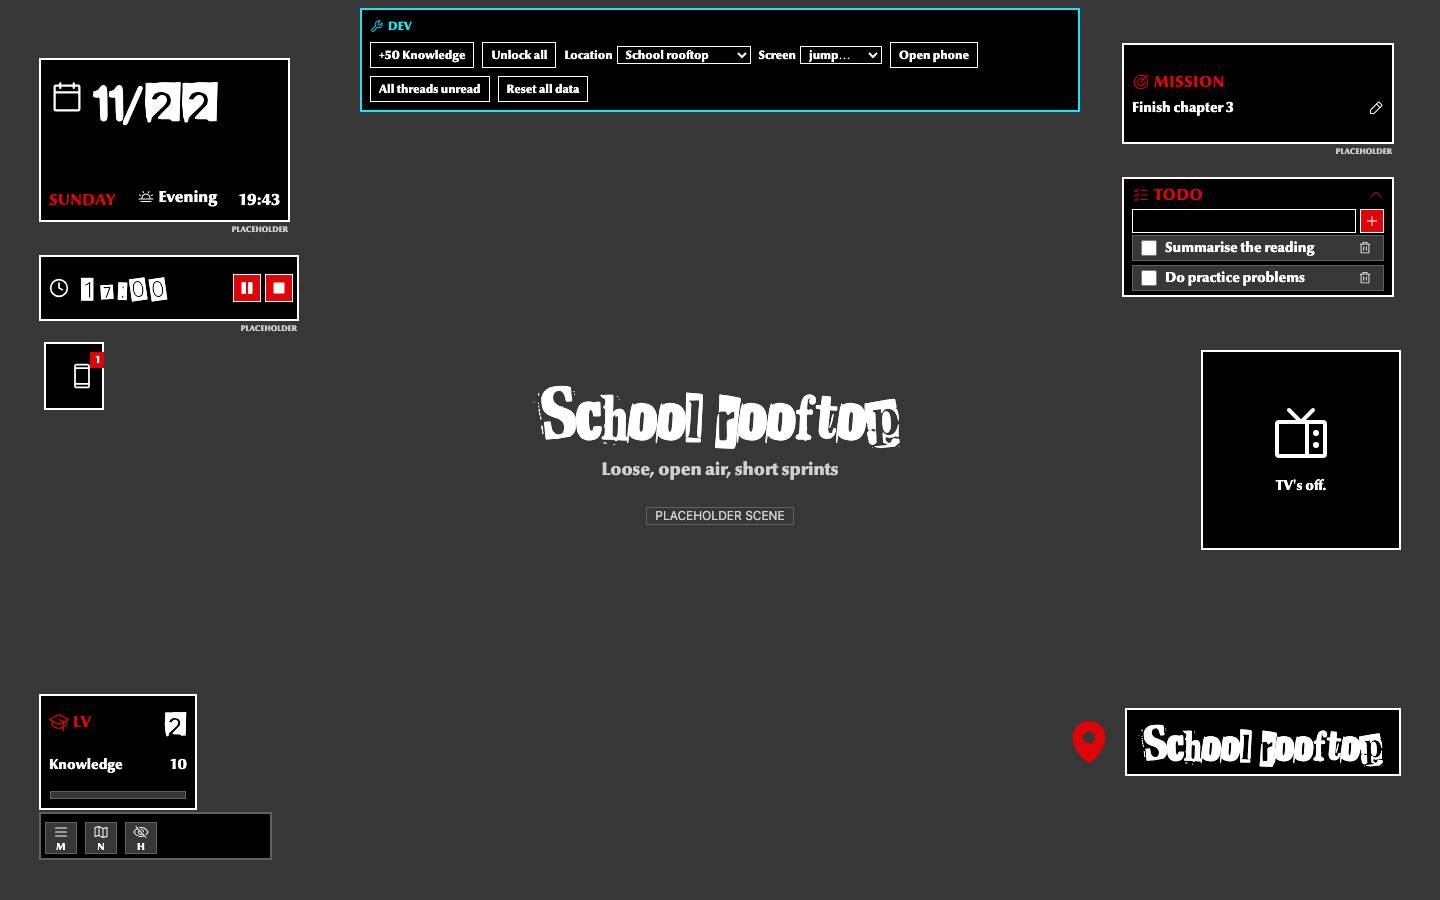 DEV
+50 Knowledge Unlock all Location School rooftop Screen jump... Open phone
All threads unread Reset all data
11/22
SUNDAY Evening 19:43
PLACEHOLDER
17:00
PLACEHOLDER
1
MISSION
Finish chapter 3
PLACEHOLDER
TODO
Summarise the reading
Do practice problems
School rooftop
Loose, open air, short sprints
PLACEHOLDER SCENE
TV's off.
LV 2
Knowledge 10
M N H
School rooftop